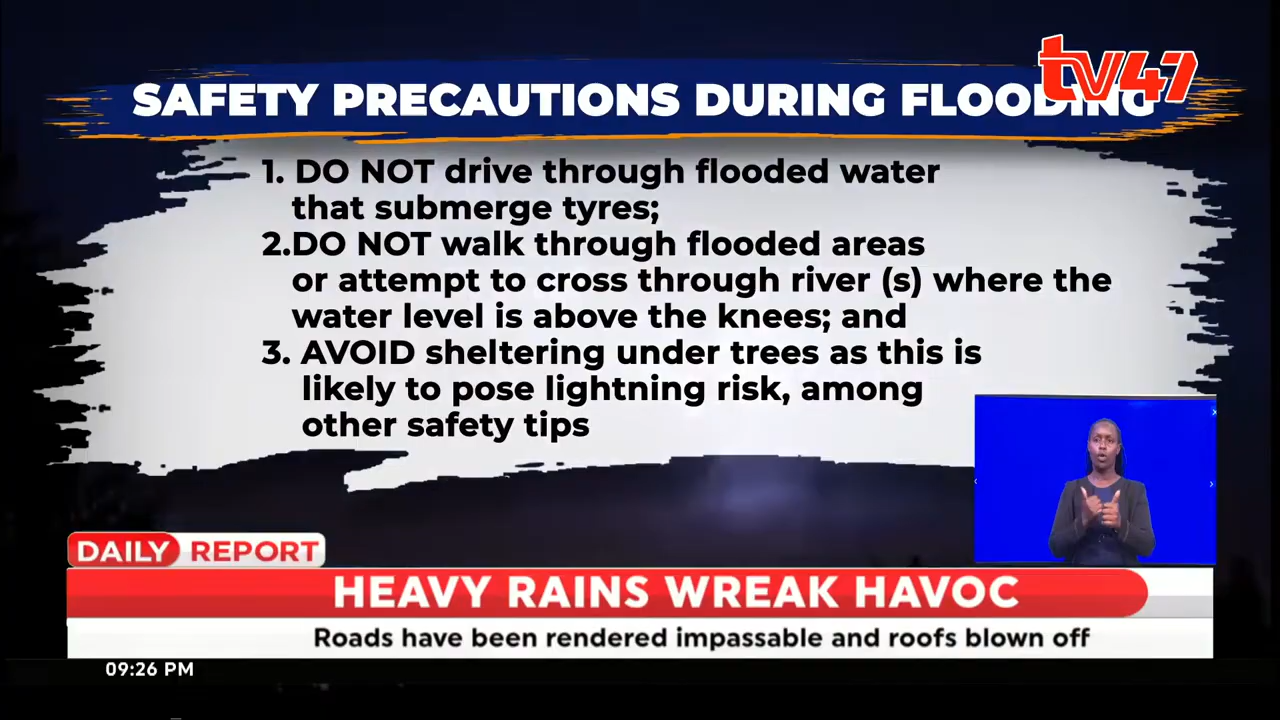 tv47
SAFETY PRECAUTIONS DURING FLOODING
1. DO NOT drive through flooded water
that submerge tyres;
2.DO NOT walk through flooded areas
or attempt to cross through river (s) where the
water level is above the knees; and
3. AVOID sheltering under trees as this is
likely to pose lightning risk, among
other safety tips
DAILY REPORT
HEAVY RAINS WREAK HAVOC
Roads have been rendered impassable and roofs blown off
09:26 PM